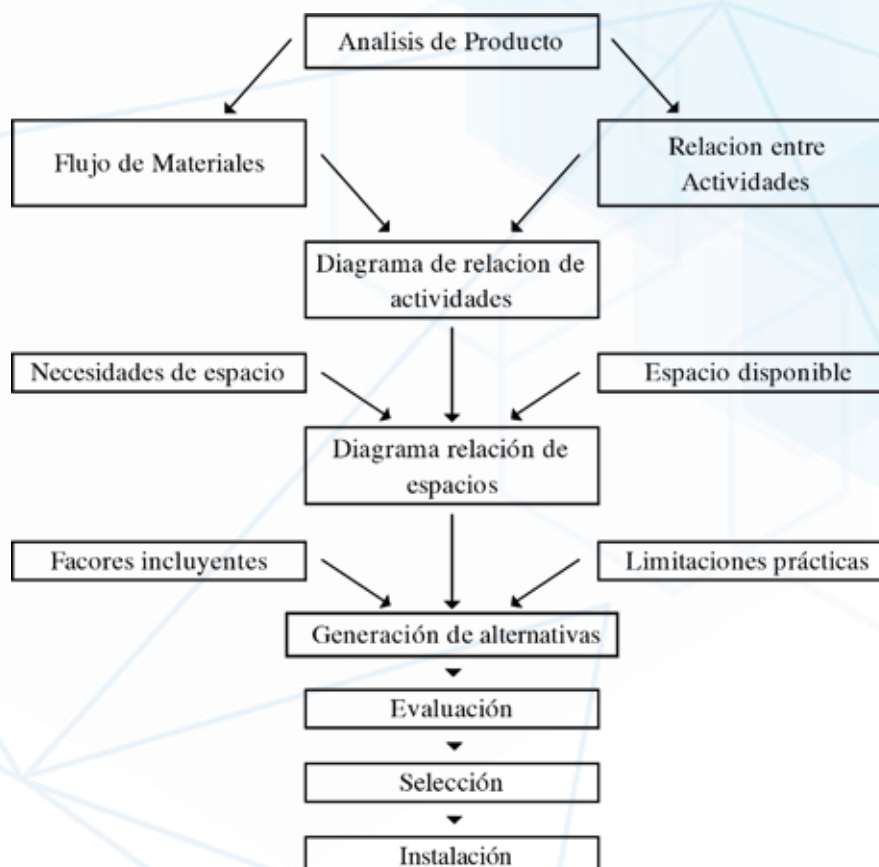 Analisis de Producto
Flujo de Materiales
Relacion entre
Actividades
Diagrama de relacion de
actividades
Necesidades de espacio
Espacio disponible
Diagrama relación de
espacios
Facores incluyentes
Limitaciones prácticas
Generación de alternativas
Evaluación
Selección
Instalación